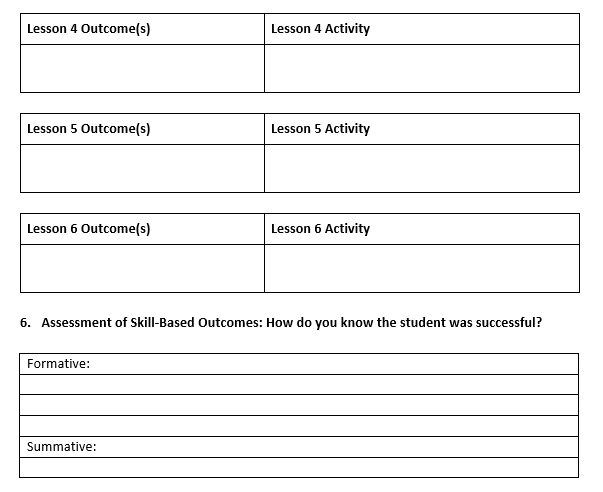 Lesson 4 Outcome(s) Lesson 4 Activity
Lesson 5 Outcome(s) Lesson 5 Activity
Lesson 6 Outcome(s) Lesson 6 Activity
6. Assessment of Skill-Based Outcomes: How do you know the student was successful?
Formative:
Summative: